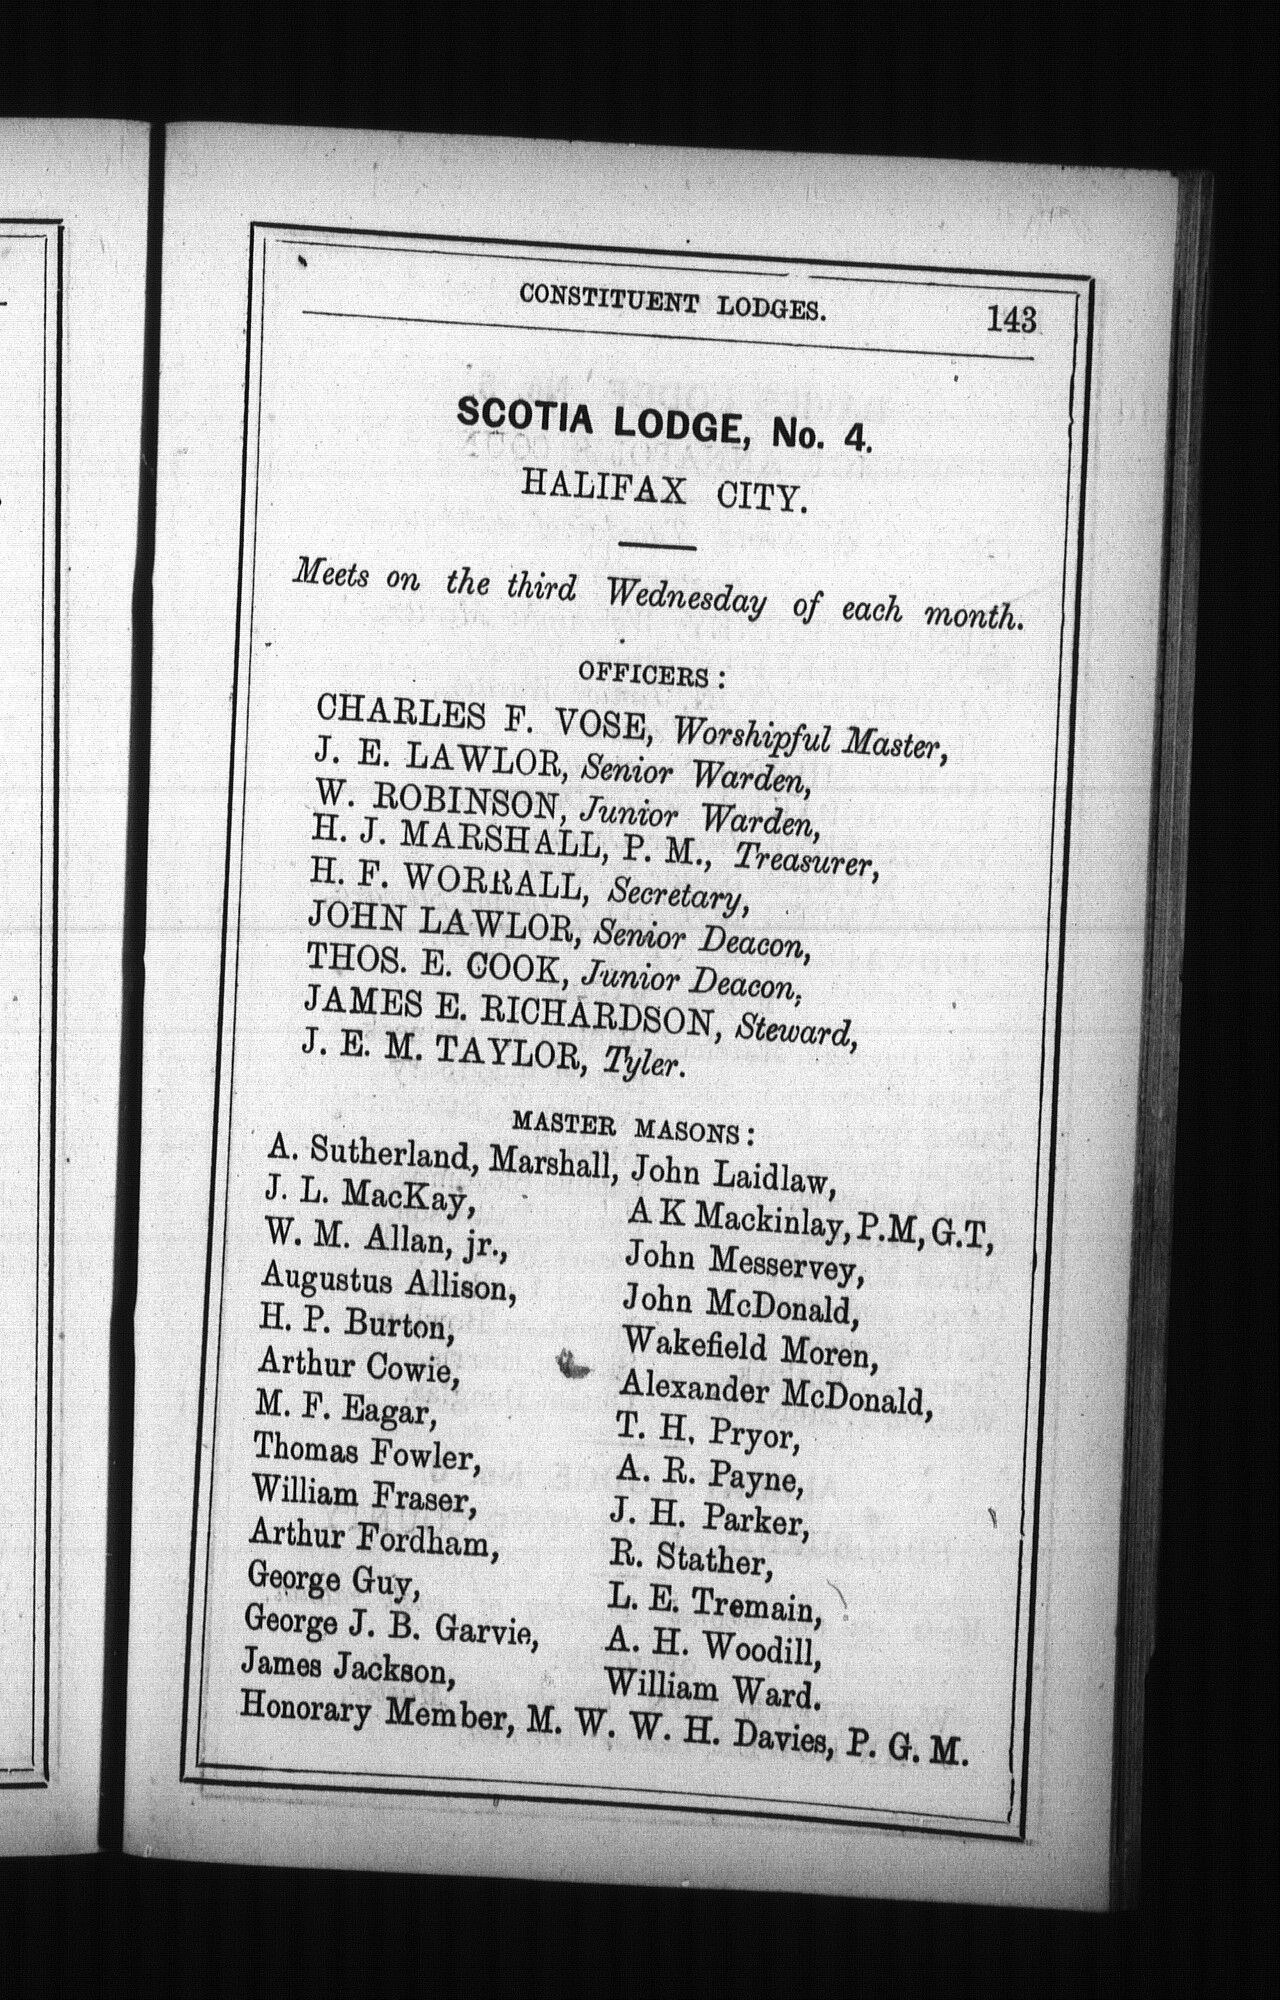 CONSTITUENT LODGES. 143
SCOTIA LODGE, No. 4.
HALIFAX CITY.
Meets on the third Wednesday of each month.
OFFICERS:
CHARLES F. VOSE, Worshipful Master,
J. E. LAWLOR, Senior Warden,
W. ROBINSON, Junior Warden,
H. J. MARSHALL, P. M., Treasurer,
H. F. WORRALL, Secretary,
JOHN LAWLOR, Senior Deacon,
THOS. E. COOK, Junior Deacon,
JAMES E. RICHARDSON, Steward,
J. E. M. TAYLOR, Tyler.
MASTER MASONS:
A. Sutherland, Marshall, John Laidlaw,
J. L. MacKay, A K Mackinlay, P.M, G.T,
W. M. Allan, jr., John Messervey,
Augustus Allison, John McDonald,
H. P. Burton, Wakefield Moren,
Arthur Cowie, Alexander McDonald,
M. F. Eagar, T. H. Pryor,
Thomas Fowler, A. R. Payne,
William Fraser, J. H. Parker,
Arthur Fordham, R. Stather,
George Guy, L. E. Tremain,
George J. B. Garvie, A. H. Woodill,
James Jackson, William Ward.
Honorary Member, M. W. W. H. Davies, P. G. M.